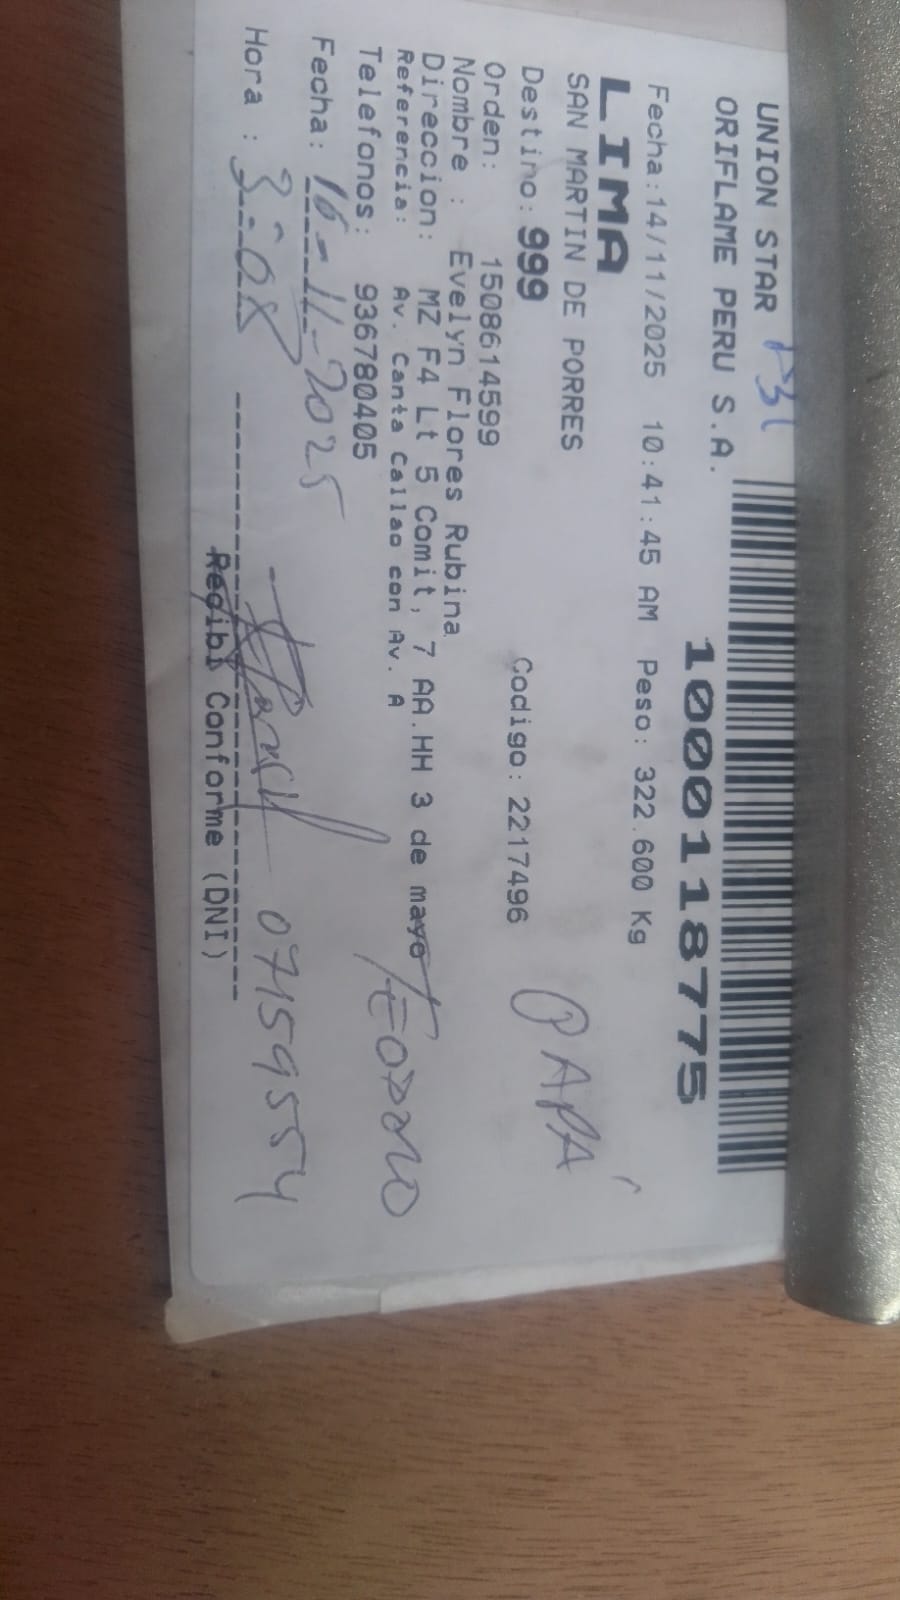 UNION STAR
ORIFLAME PERU S.A.
1000118775
Fecha:14/11/2025 10:41:45 AM Peso: 322.600 Kg
LIMA
SAN MARTIN DE PORRES
PAPÁ
Destino: 999 Codigo: 2217496
Orden: 1508614599
Nombre : Evelyn Flores Rubina
Direccion: MZ F4 Lt 5 Comit, 7 AA.HH 3 de mayo
Referencia: Av. Canta Callao con Av. A
Telefonos: 936780405
Fecha: 16-11-2025
Hora : 3:08 07159554
Recibi Conforme (DNI)